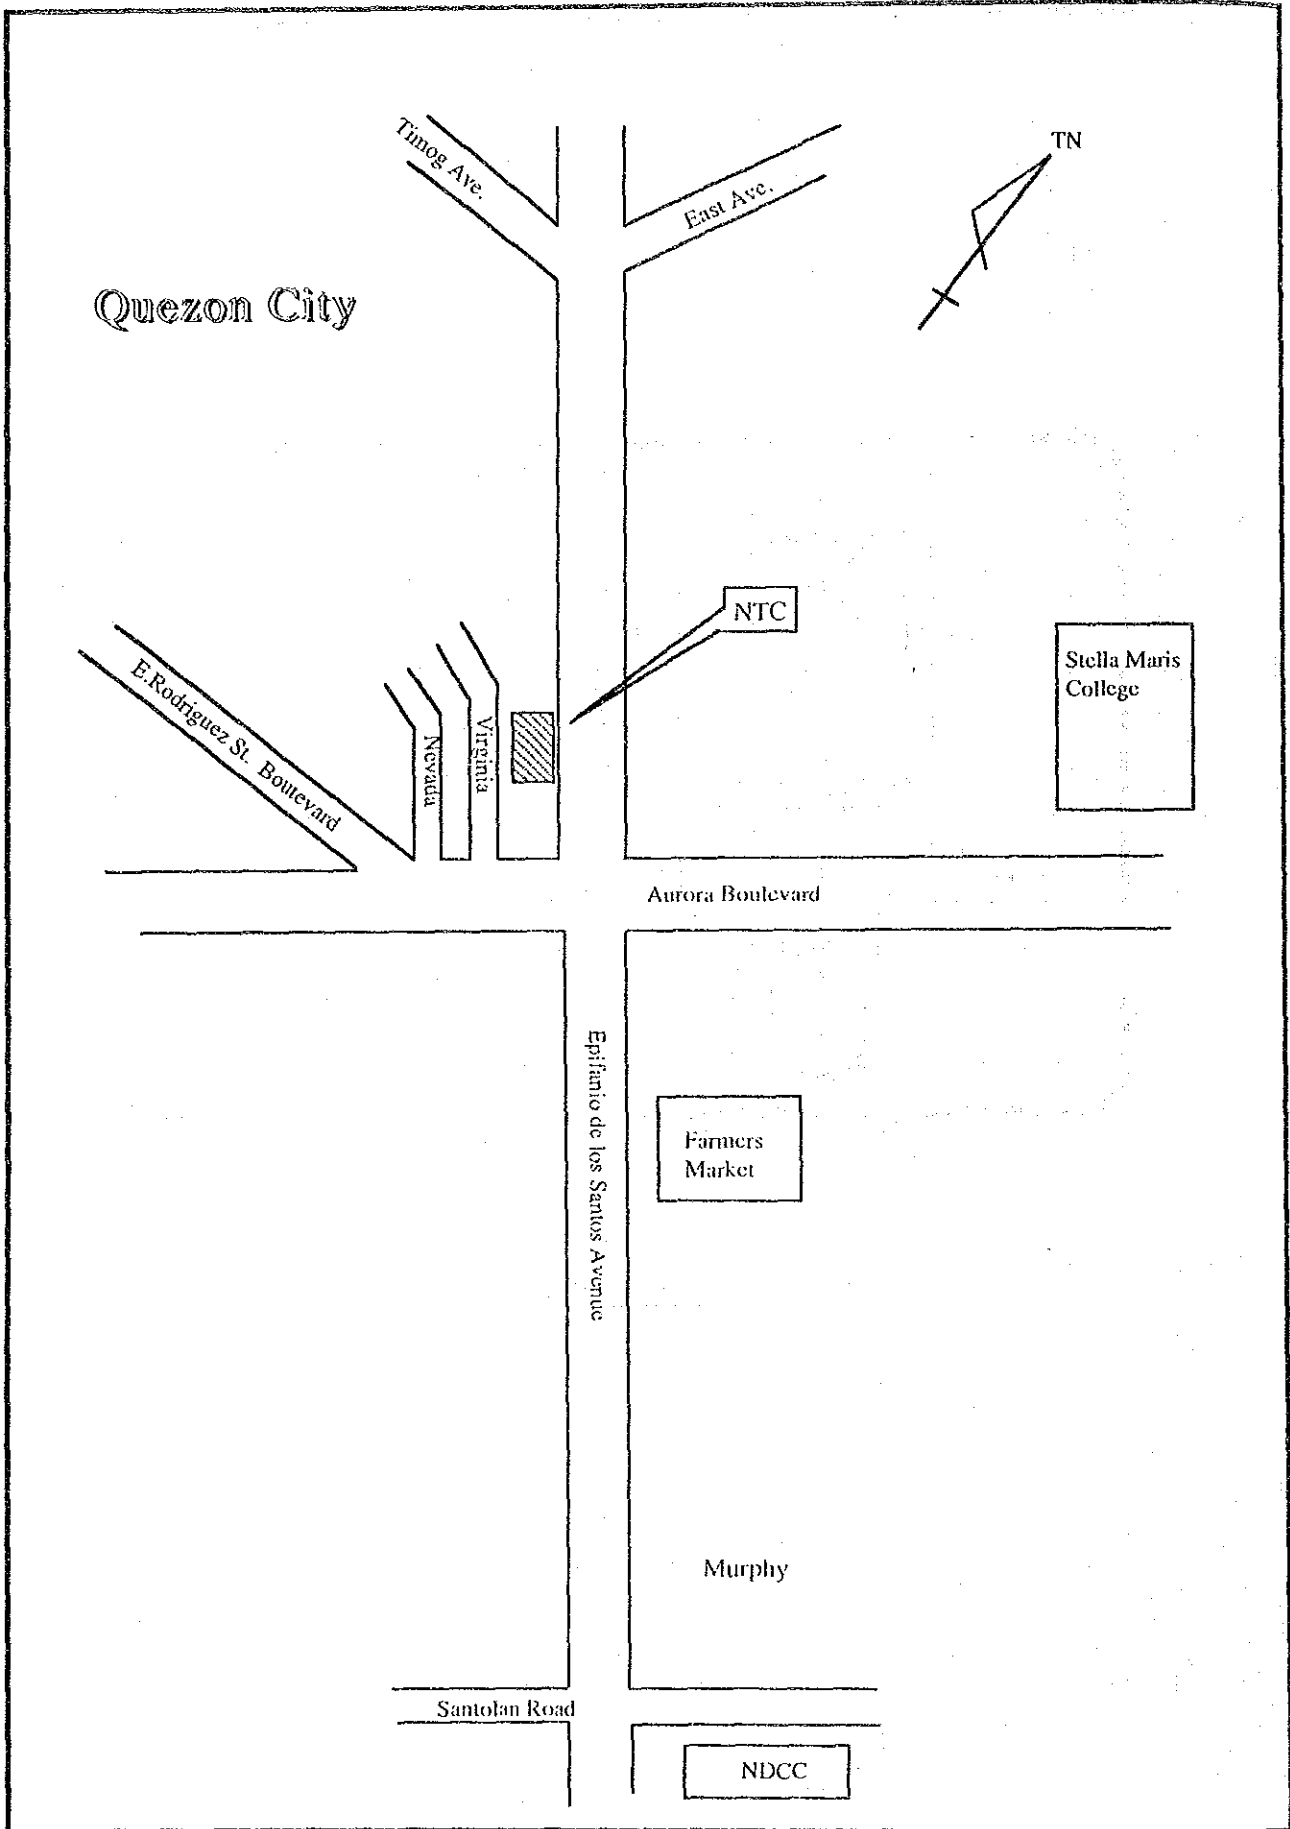 Timog Ave.
East Ave.
TN
Quezon City
NTC
Stella Maris
College
E.Rodriguez St. Boulevard
Nevada
Virginia
Aurora Boulevard
Epifanio de los Santos Avenue
Farmers
Market
Murphy
Santolan Road
NDCC